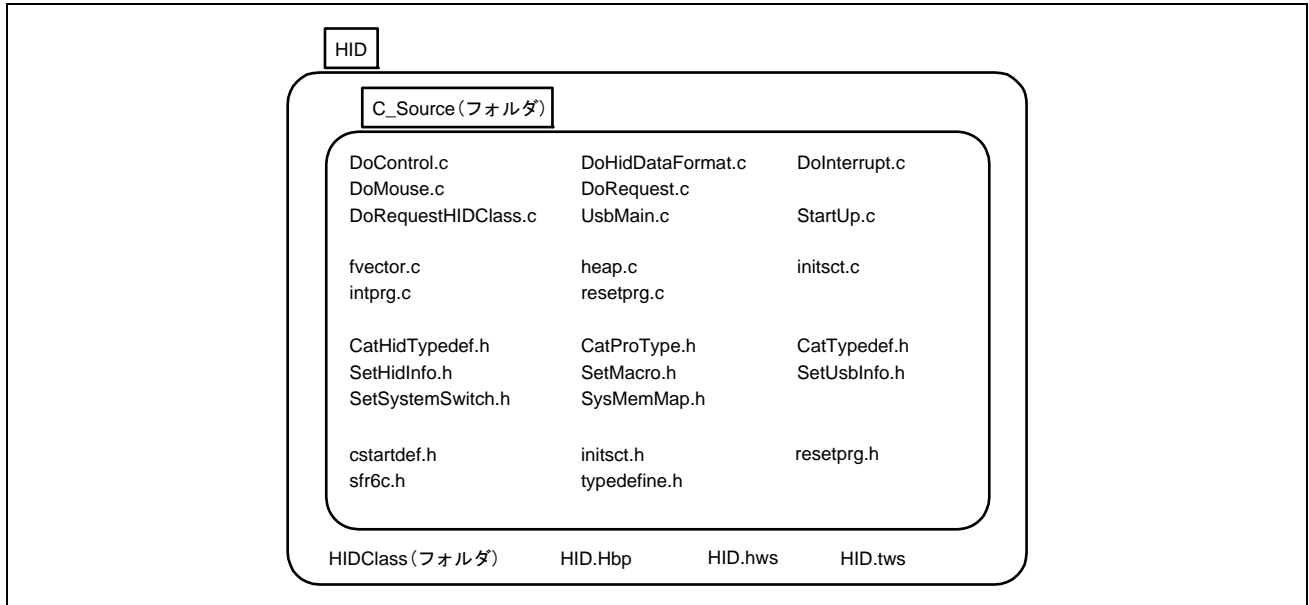 HID
C_Source(フォルダ)
DoControl.c DoHidDataFormat.c DoInterrupt.c
DoMouse.c DoRequest.c
DoRequestHIDClass.c UsbMain.c StartUp.c
fvector.c heap.c initsct.c
intprg.c resetprg.c
CatHidTypedef.h CatProType.h CatTypedef.h
SetHidInfo.h SetMacro.h SetUsbInfo.h
SetSystemSwitch.h SysMemMap.h
cstartdef.h initsct.h resetprg.h
sfr6c.h typedefine.h
HIDClass(フォルダ) HID.Hbp HID.hws HID.tws